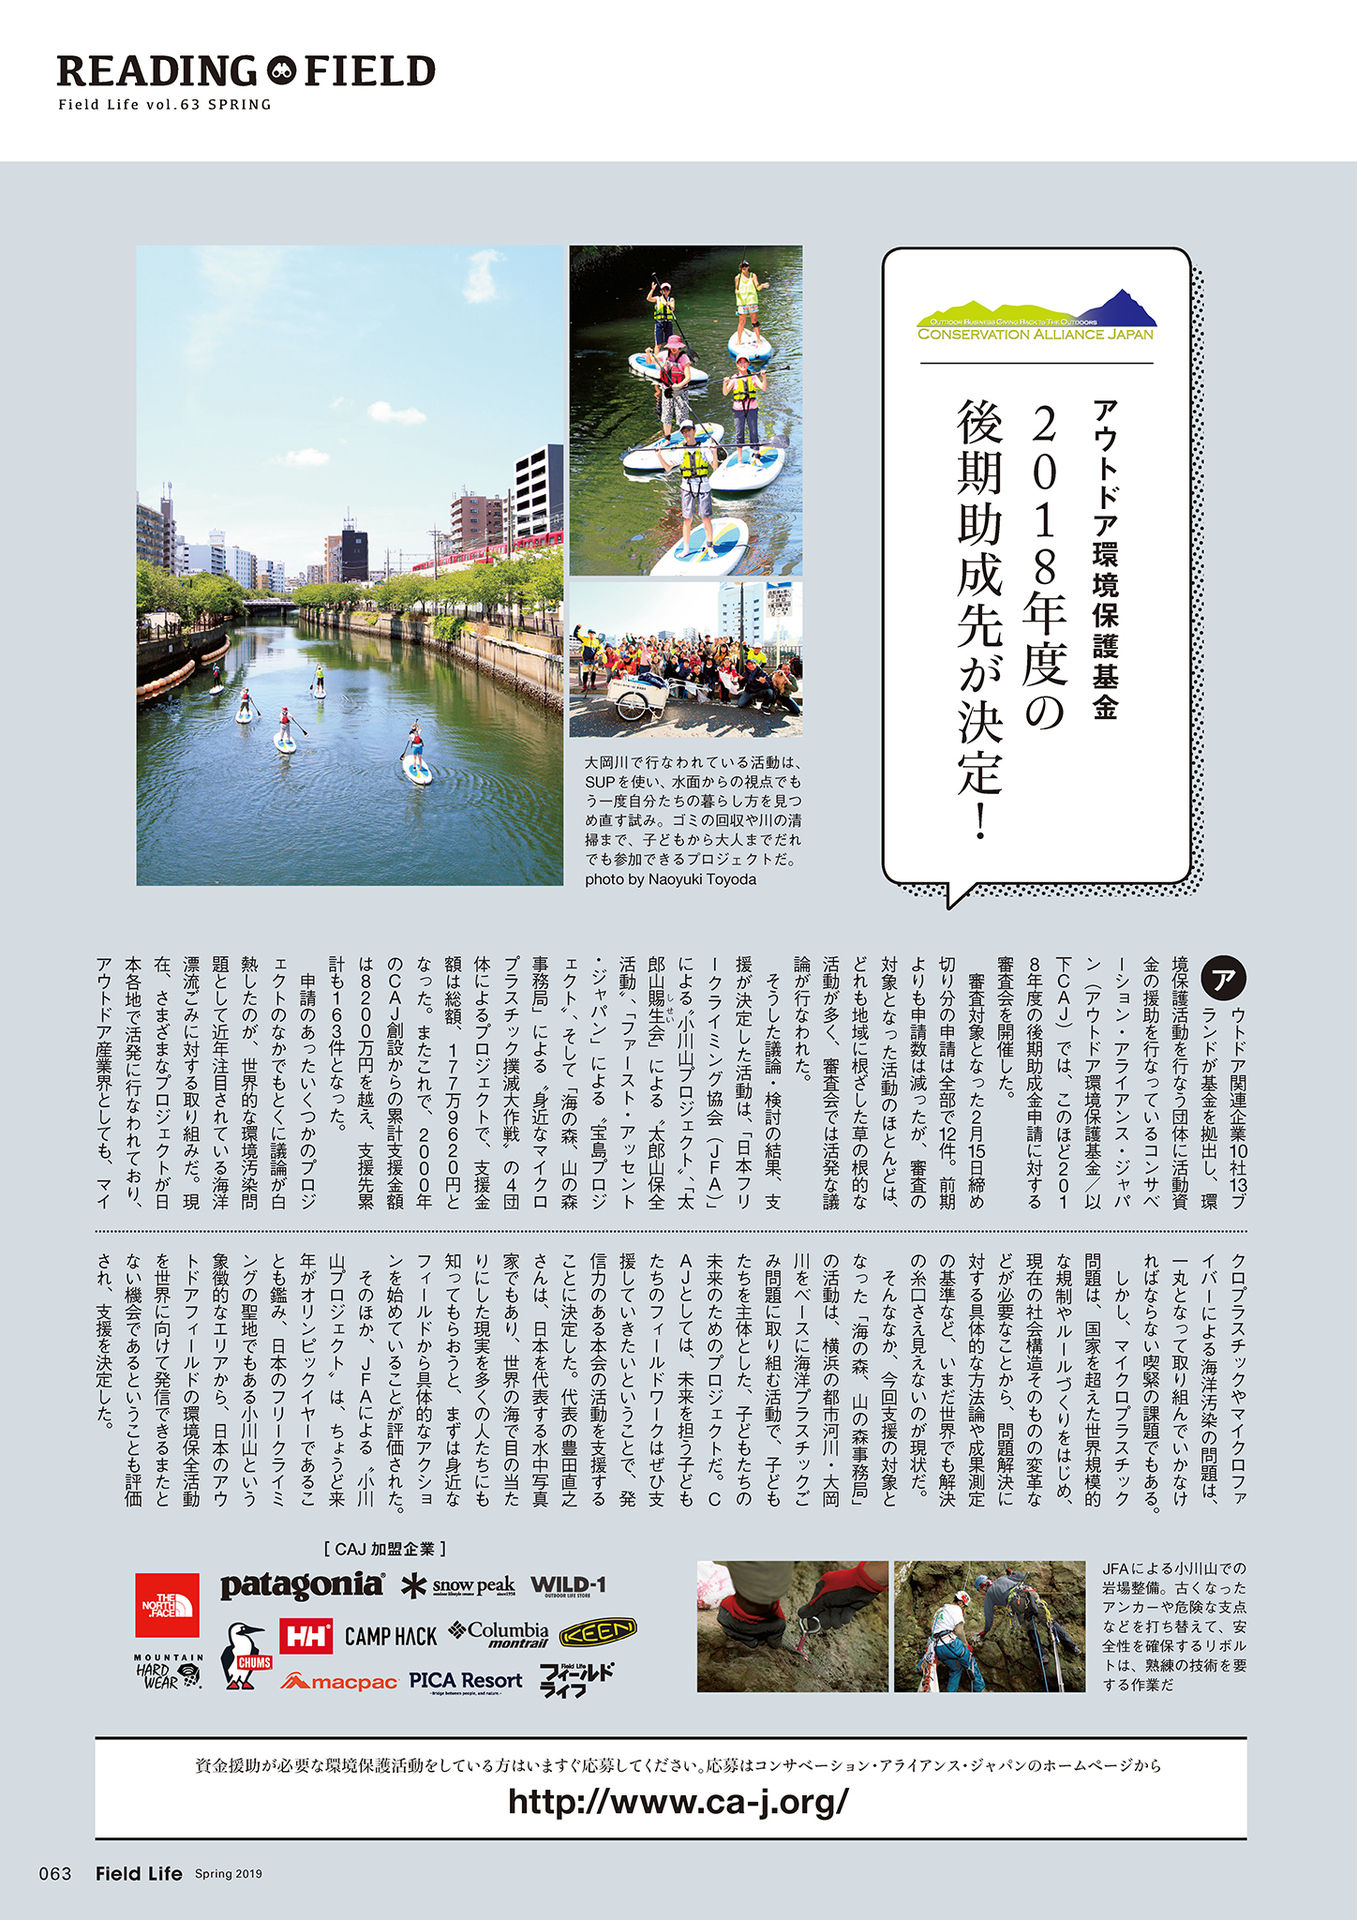 READING FIELD
Field Life vol.63 SPRING
OUTDOOR BUSINESS GIVING BACK TO THE OUTDOORS
CONSERVATION ALLIANCE JAPAN
アウトドア環境保護基金
2018年度の
後期助成先が決定！
大岡川で行なわれている活動は、
SUPを使い、水面からの視点でも
う一度自分たちの暮らし方を見つ
め直す試み。ゴミの回収や川の清
掃まで、子どもから大人までだれ
でも参加できるプロジェクトだ。
photo by Naoyuki Toyoda
アウトドア関連企業10社13ブ
ランドが基金を拠出し、環
境保護活動を行なう団体に活動資
金の援助を行なっているコンサベ
ーション・アライアンス・ジャパ
ン（アウトドア環境保護基金／以
下CAJ）では、このほど201
8年度の後期助成金申請に対する
審査会を開催した。
審査対象となった2月15日締め
切り分の申請は全部で12件。前期
よりも申請数は減ったが、審査の
対象となった活動のほとんどは、
どれも地域に根ざした草の根的な
活動が多く、審査会では活発な議
論が行なわれた。
そうした議論・検討の結果、支
援が決定した活動は、「日本フリ
ークライミング協会（JFA）」
による〝小川山プロジェクト〟、「太
郎山賜生会」による〝太郎山保全
しせい
活動〟、「ファースト・アッセント
・ジャパン」による〝宝島プロジ
ェクト〟、そして「海の森、山の森
事務局」による〝身近なマイクロ
プラスチック撲滅大作戦〟の4団
体によるプロジェクトで、支援金
額は総額、177万9620円と
なった。またこれで、2000年
のCAJ創設からの累計支援金額
は8200万円を越え、支援先累
計も163件となった。
申請のあったいくつかのプロジ
ェクトのなかでもとくに議論が白
熱したのが、世界的な環境汚染問
題として近年注目されている海洋
漂流ごみに対する取り組みだ。現
在、さまざまなプロジェクトが日
本各地で活発に行なわれており、
アウトドア産業界としても、マイ
クロプラスチックやマイクロファ
イバーによる海洋汚染の問題は、
一丸となって取り組んでいかなけ
ればならない喫緊の課題でもある。
しかし、マイクロプラスチック
問題は、国家を超えた世界規模的
な規制やルールづくりをはじめ、
現在の社会構造そのものの変革な
どが必要なことから、問題解決に
対する具体的な方法論や成果測定
の基準など、いまだ世界でも解決
の糸口さえ見えないのが現状だ。
そんななか、今回支援の対象と
なった「海の森、山の森事務局」
の活動は、横浜の都市河川・大岡
川をベースに海洋プラスチックご
み問題に取り組む活動で、子ども
たちを主体とした、子どもたちの
未来のためのプロジェクトだ。C
AJとしては、未来を担う子ども
たちのフィールドワークはぜひ支
援していきたいということで、発
信力のある本会の活動を支援する
ことに決定した。代表の豊田直之
さんは、日本を代表する水中写真
家でもあり、世界の海で目の当た
りにした現実を多くの人たちにも
知ってもらおうと、まずは身近な
フィールドから具体的なアクショ
ンを始めていることが評価された。
そのほか、JFAによる〝小川
山プロジェクト〟は、ちょうど来
年がオリンピックイヤーであるこ
とも鑑み、日本のフリークライミ
ングの聖地でもある小川山という
象徴的なエリアから、日本のアウ
トドアフィールドの環境保全活動
を世界に向けて発信できるまたと
ない機会であるということも評価
され、支援を決定した。
[ CAJ 加盟企業 ]
THE NORTH FACE
patagonia
snow peak
WILD-1
OUTDOOR LIFE STORE
MOUNTAIN HARD WEAR
CHUMS
HH
CAMP HACK
Columbia montrail
KEEN
macpac
PICA Resort
Bridge between people, and nature.
Field Life
フィールドライフ
JFAによる小川山での
岩場整備。古くなった
アンカーや危険な支点
などを打ち替えて、安
全性を確保するリボル
トは、熟練の技術を要
する作業だ
資金援助が必要な環境保護活動をしている方はいますぐ応募してください。応募はコンサベーション・アライアンス・ジャパンのホームページから
http://www.ca-j.org/
063 Field Life Spring 2019